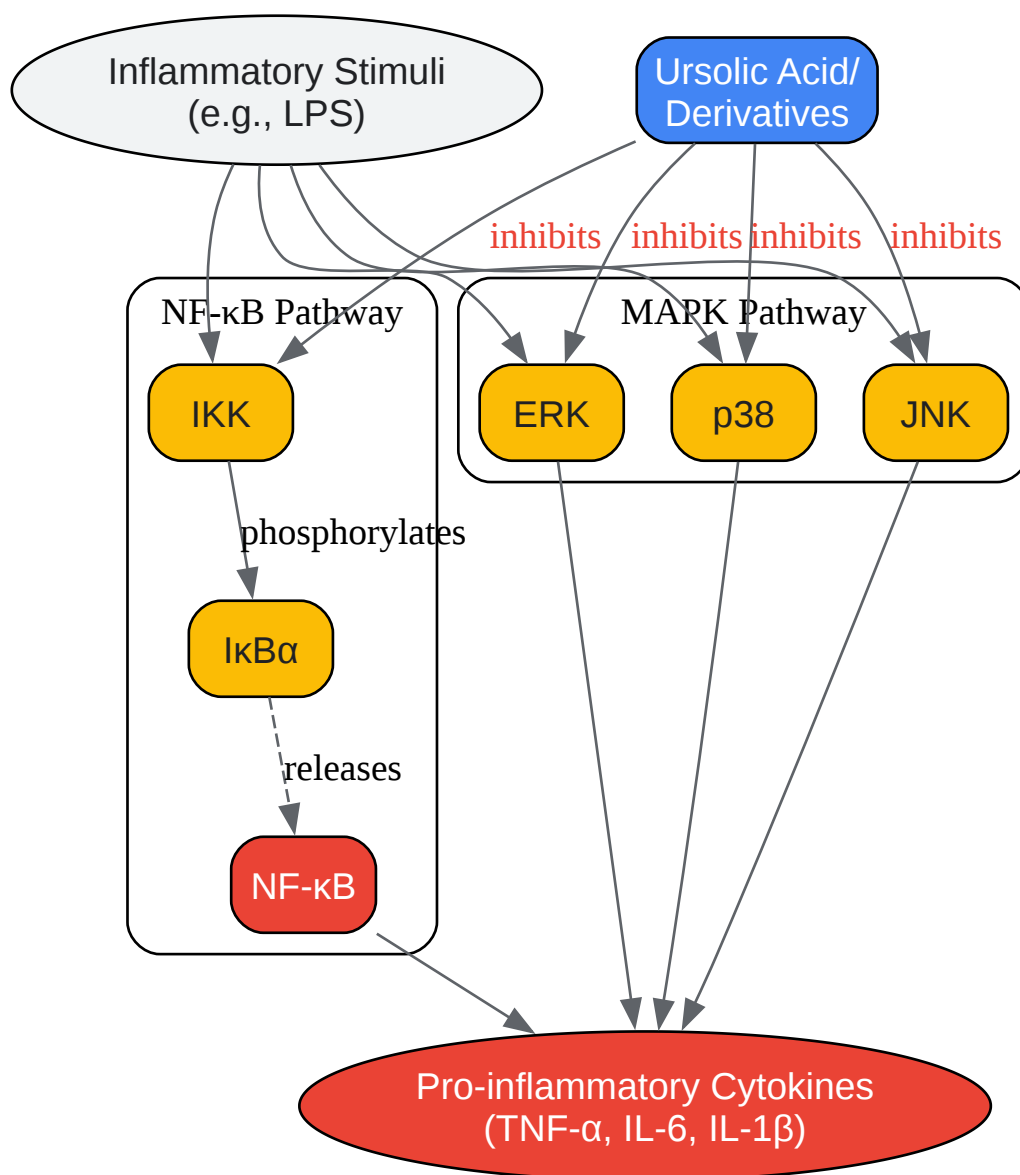 Inflammatory Stimuli
(e.g., LPS)
Ursolic Acid/
Derivatives
inhibits
inhibits
inhibits
inhibits
NF-κB Pathway
MAPK Pathway
IKK
ERK
p38
JNK
phosphorylates
IκBα
releases
NF-κB
Pro-inflammatory Cytokines
(TNF-α, IL-6, IL-1β)